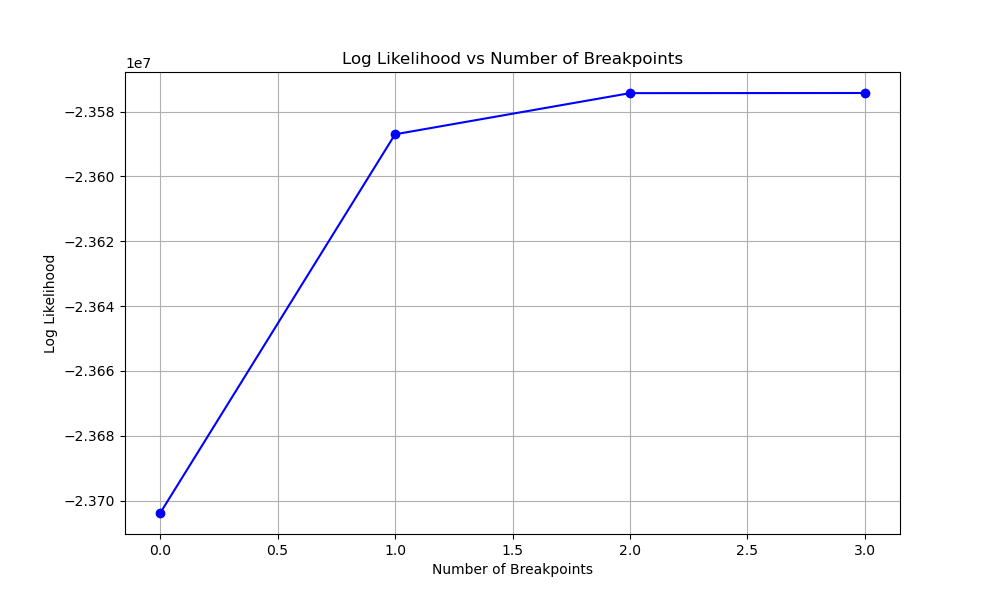 Log Likelihood vs Number of Breakpoints
1e7
−2.358
−2.360
−2.362
−2.364
−2.366
−2.368
−2.370
Log Likelihood
0.0 0.5 1.0 1.5 2.0 2.5 3.0
Number of Breakpoints